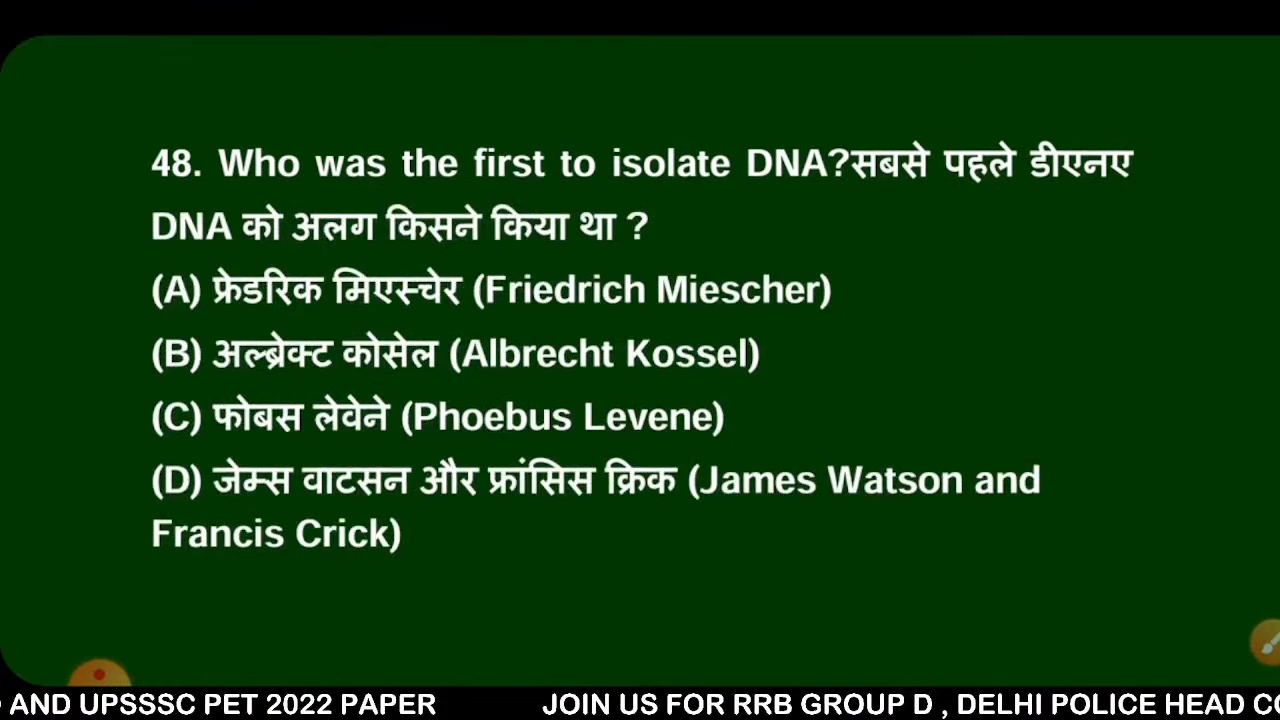 48. Who was the first to isolate DNA?सबसे पहले डीएनए
DNA को अलग किसने किया था ?
(A) फ्रेडरिक मिएस्चेर (Friedrich Miescher)
(B) अल्ब्रेक्ट कोसेल (Albrecht Kossel)
(C) फोबस लेवेने (Phoebus Levene)
(D) जेम्स वाटसन और फ्रांसिस क्रिक (James Watson and
Francis Crick)
AND UPSSSC PET 2022 PAPER JOIN US FOR RRB GROUP D , DELHI POLICE HEAD